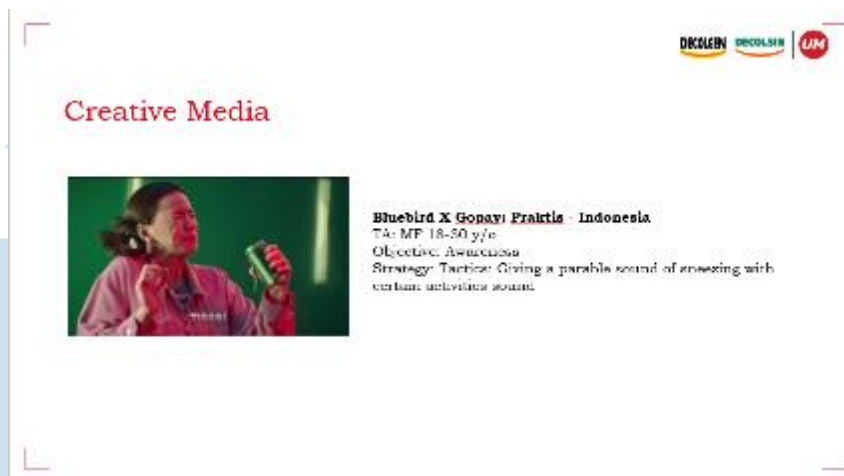 DECOLGEN DECOLSIN UM
Creative Media
Bluebird X Gopay: Praktis - Indonesia
TA: MF 18-30 y/o
Objective: Awareness
Strategy: Tactics: Giving a parable sound of sneezing with
certain activities sound